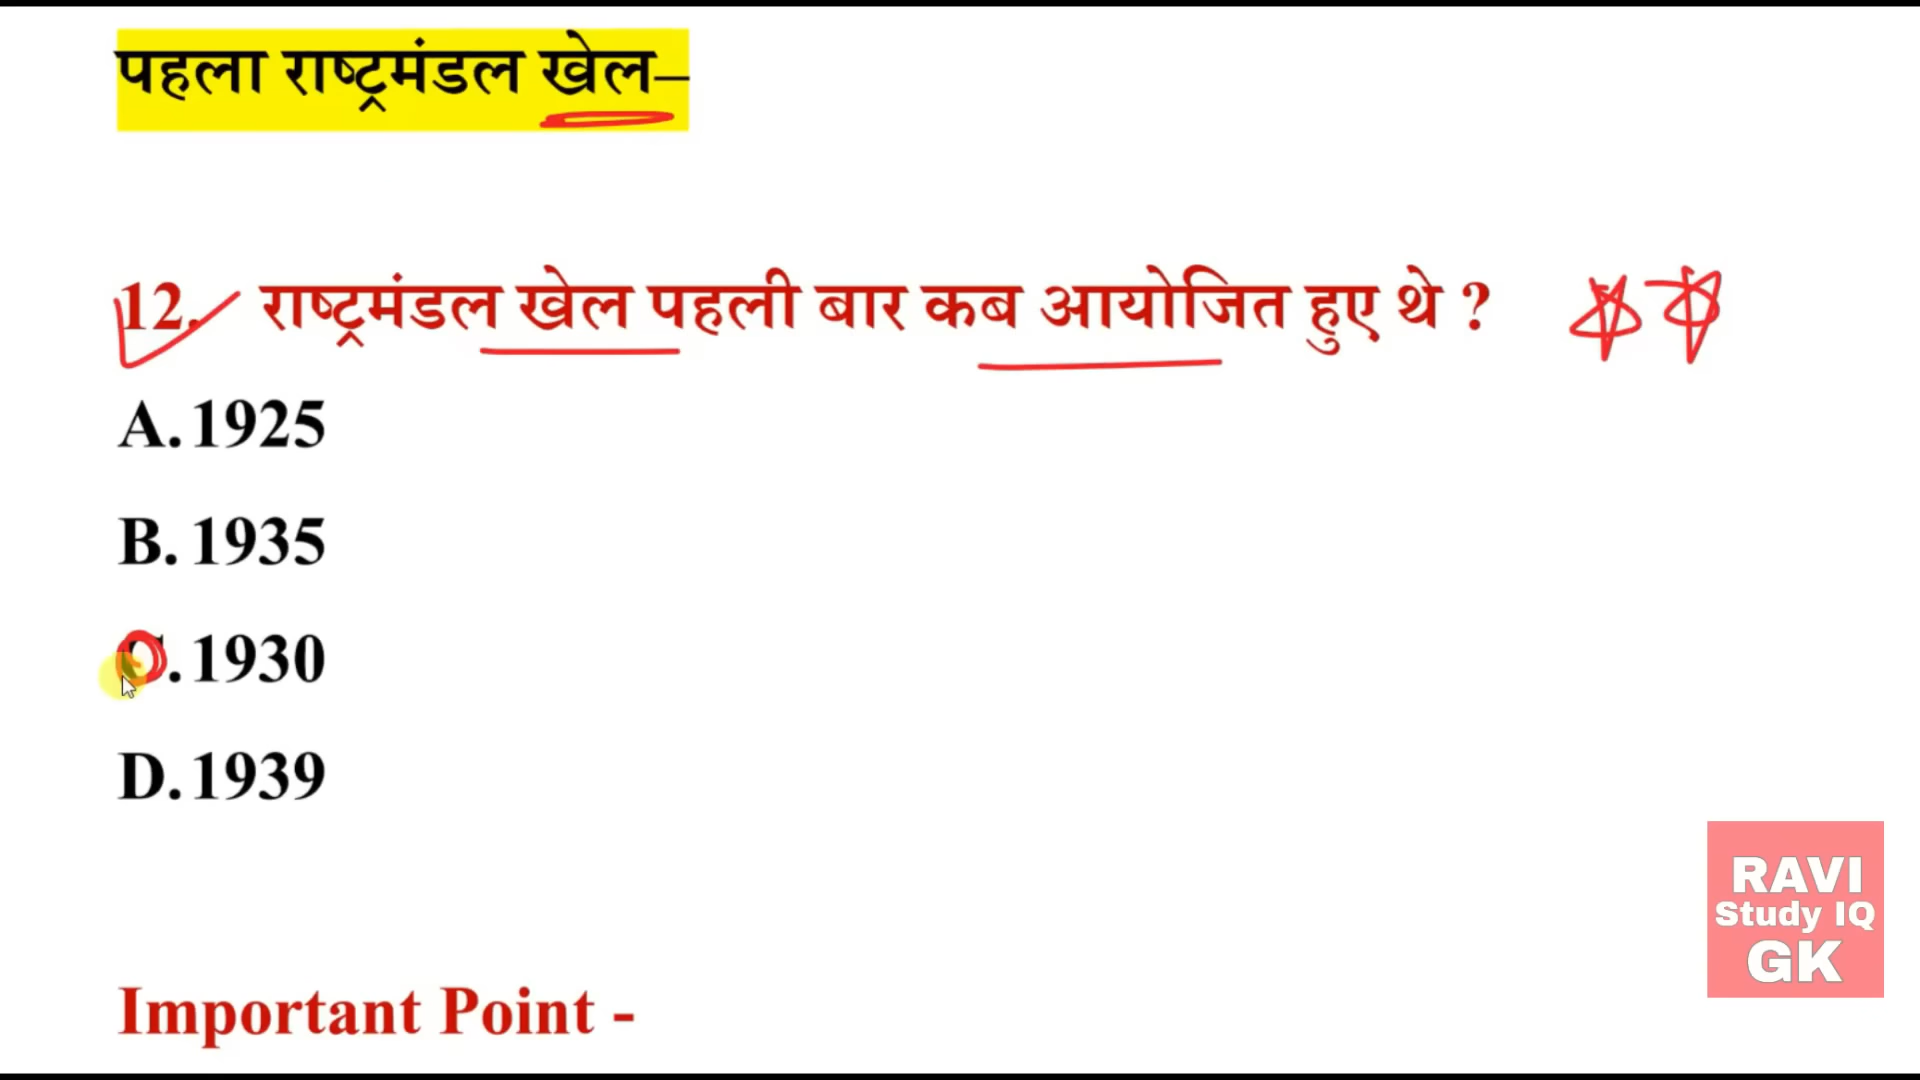 पहला राष्ट्रमंडल खेल–
12. राष्ट्रमंडल खेल पहली बार कब आयोजित हुए थे ?
A. 1925
B. 1935
C. 1930
D. 1939
RAVI
Study IQ
GK
Important Point -